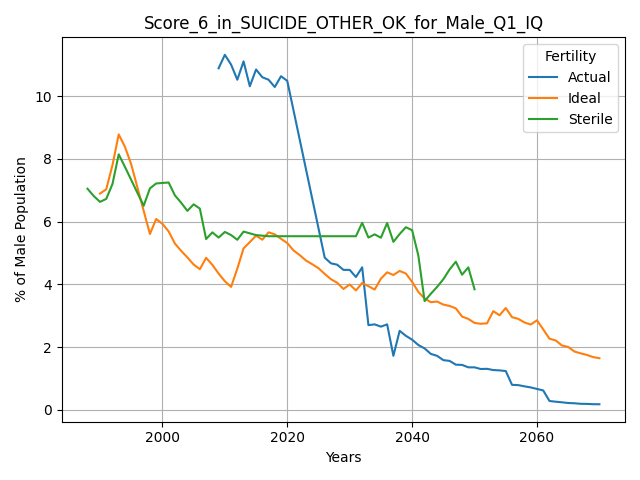 Score_6_in_SUICIDE_OTHER_OK_for_Male_Q1_IQ
Fertility
Actual
Ideal
Sterile
% of Male Population
10
8
6
4
2
0
2000
2020
2040
2060
Years